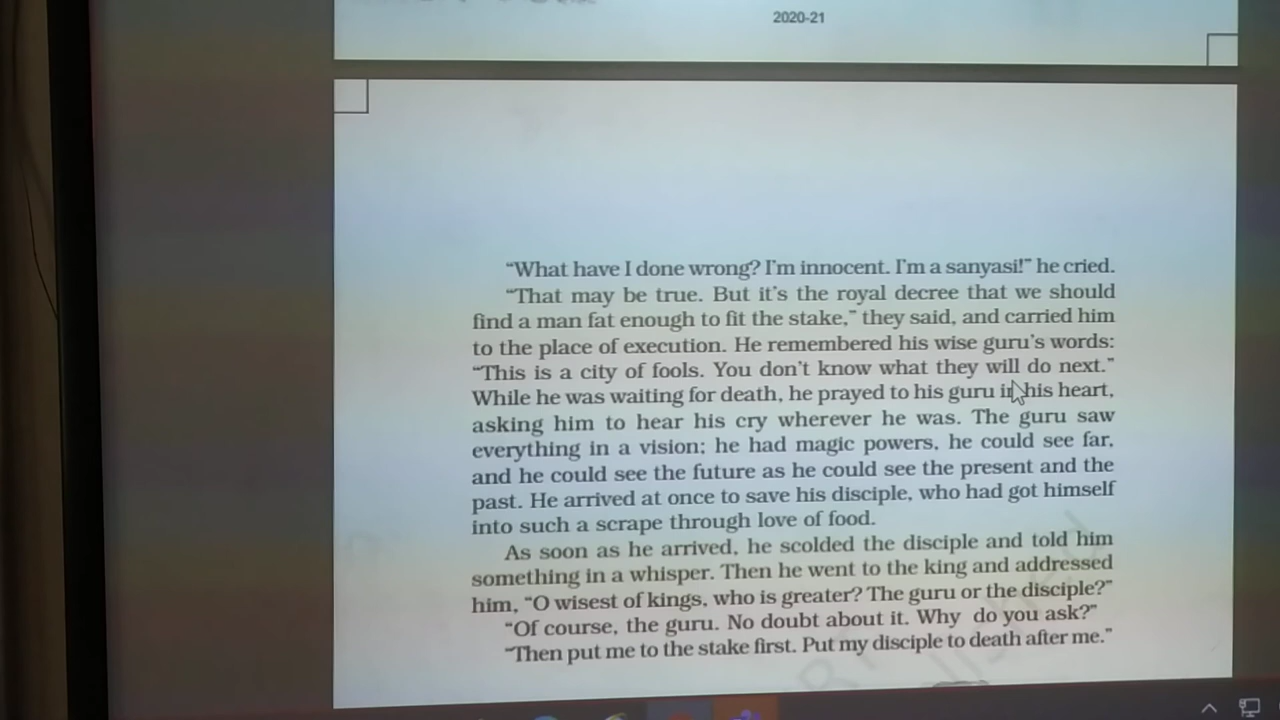 2020-21
“What have I done wrong? I’m innocent. I’m a sanyasi!” he cried.
“That may be true. But it’s the royal decree that we should
find a man fat enough to fit the stake,” they said, and carried him
to the place of execution. He remembered his wise guru’s words:
“This is a city of fools. You don’t know what they will do next.”
While he was waiting for death, he prayed to his guru in his heart,
asking him to hear his cry wherever he was. The guru saw
everything in a vision; he had magic powers, he could see far,
and he could see the future as he could see the present and the
past. He arrived at once to save his disciple, who had got himself
into such a scrape through love of food.
As soon as he arrived, he scolded the disciple and told him
something in a whisper. Then he went to the king and addressed
him, “O wisest of kings, who is greater? The guru or the disciple?”
“Of course, the guru. No doubt about it. Why do you ask?”
“Then put me to the stake first. Put my disciple to death after me.”